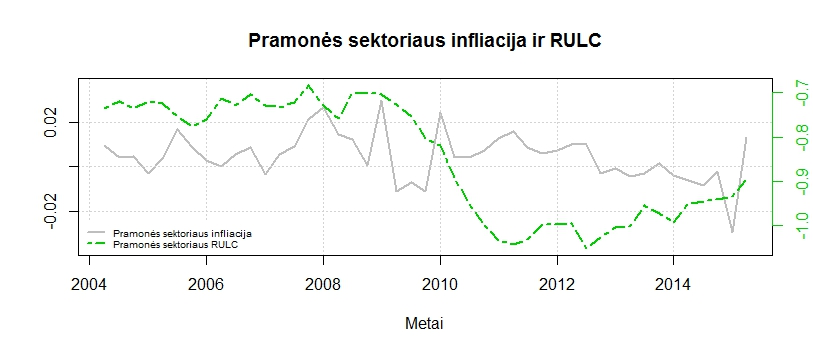 Pramonės sektoriaus infliacija ir RULC
0.02
-0.02
-0.7
-0.8
-0.9
-1.0
Pramonės sektoriaus infliacija
Pramonės sektoriaus RULC
2004 2006 2008 2010 2012 2014
Metai